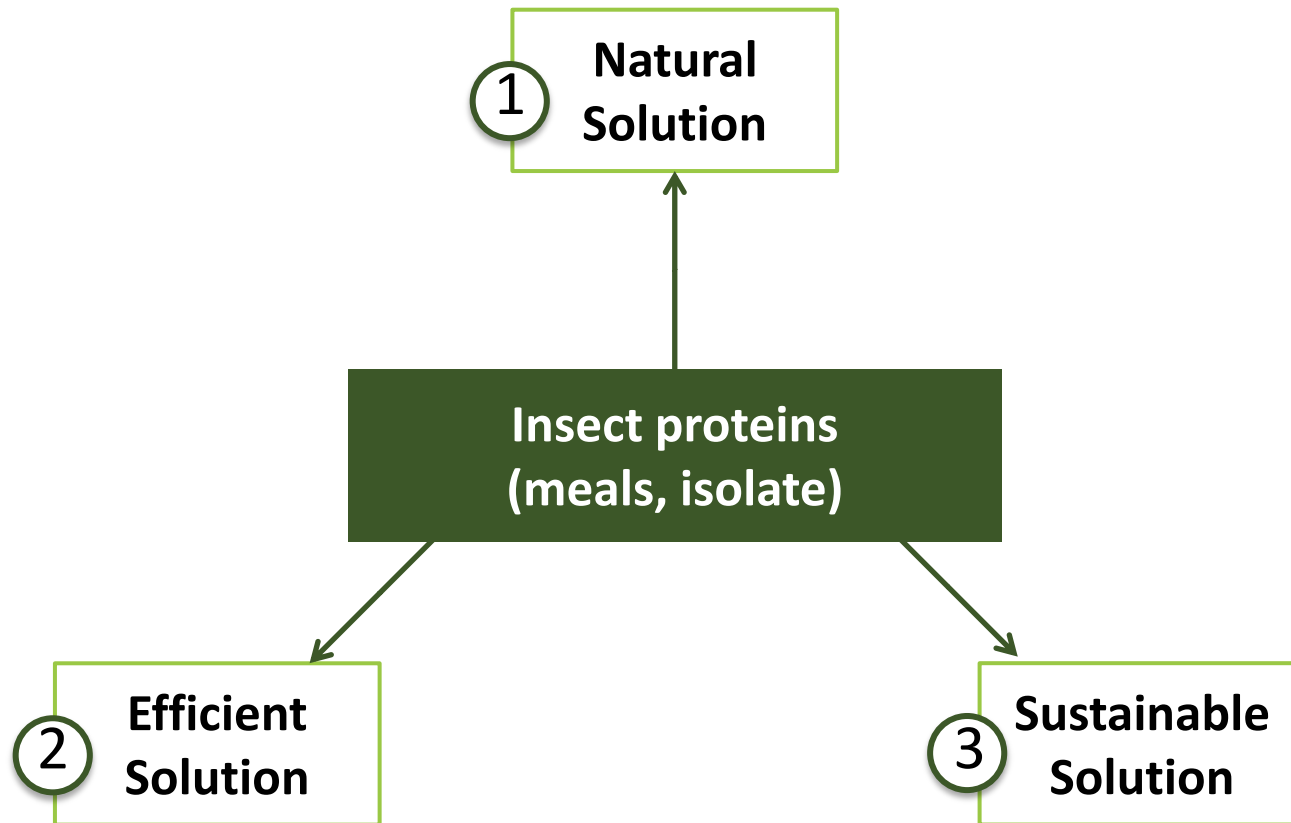 1
Natural
Solution
Insect proteins
(meals, isolate)
2
Efficient
Solution
3
Sustainable
Solution